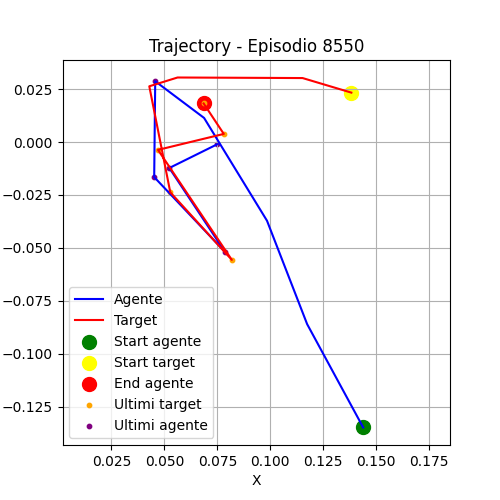 Trajectory - Episodio 8550
0.025
0.000
−0.025
−0.050
−0.075
−0.100
−0.125
Agente
Target
Start agente
Start target
End agente
Ultimi target
Ultimi agente
0.025 0.050 0.075 0.100 0.125 0.150 0.175
X